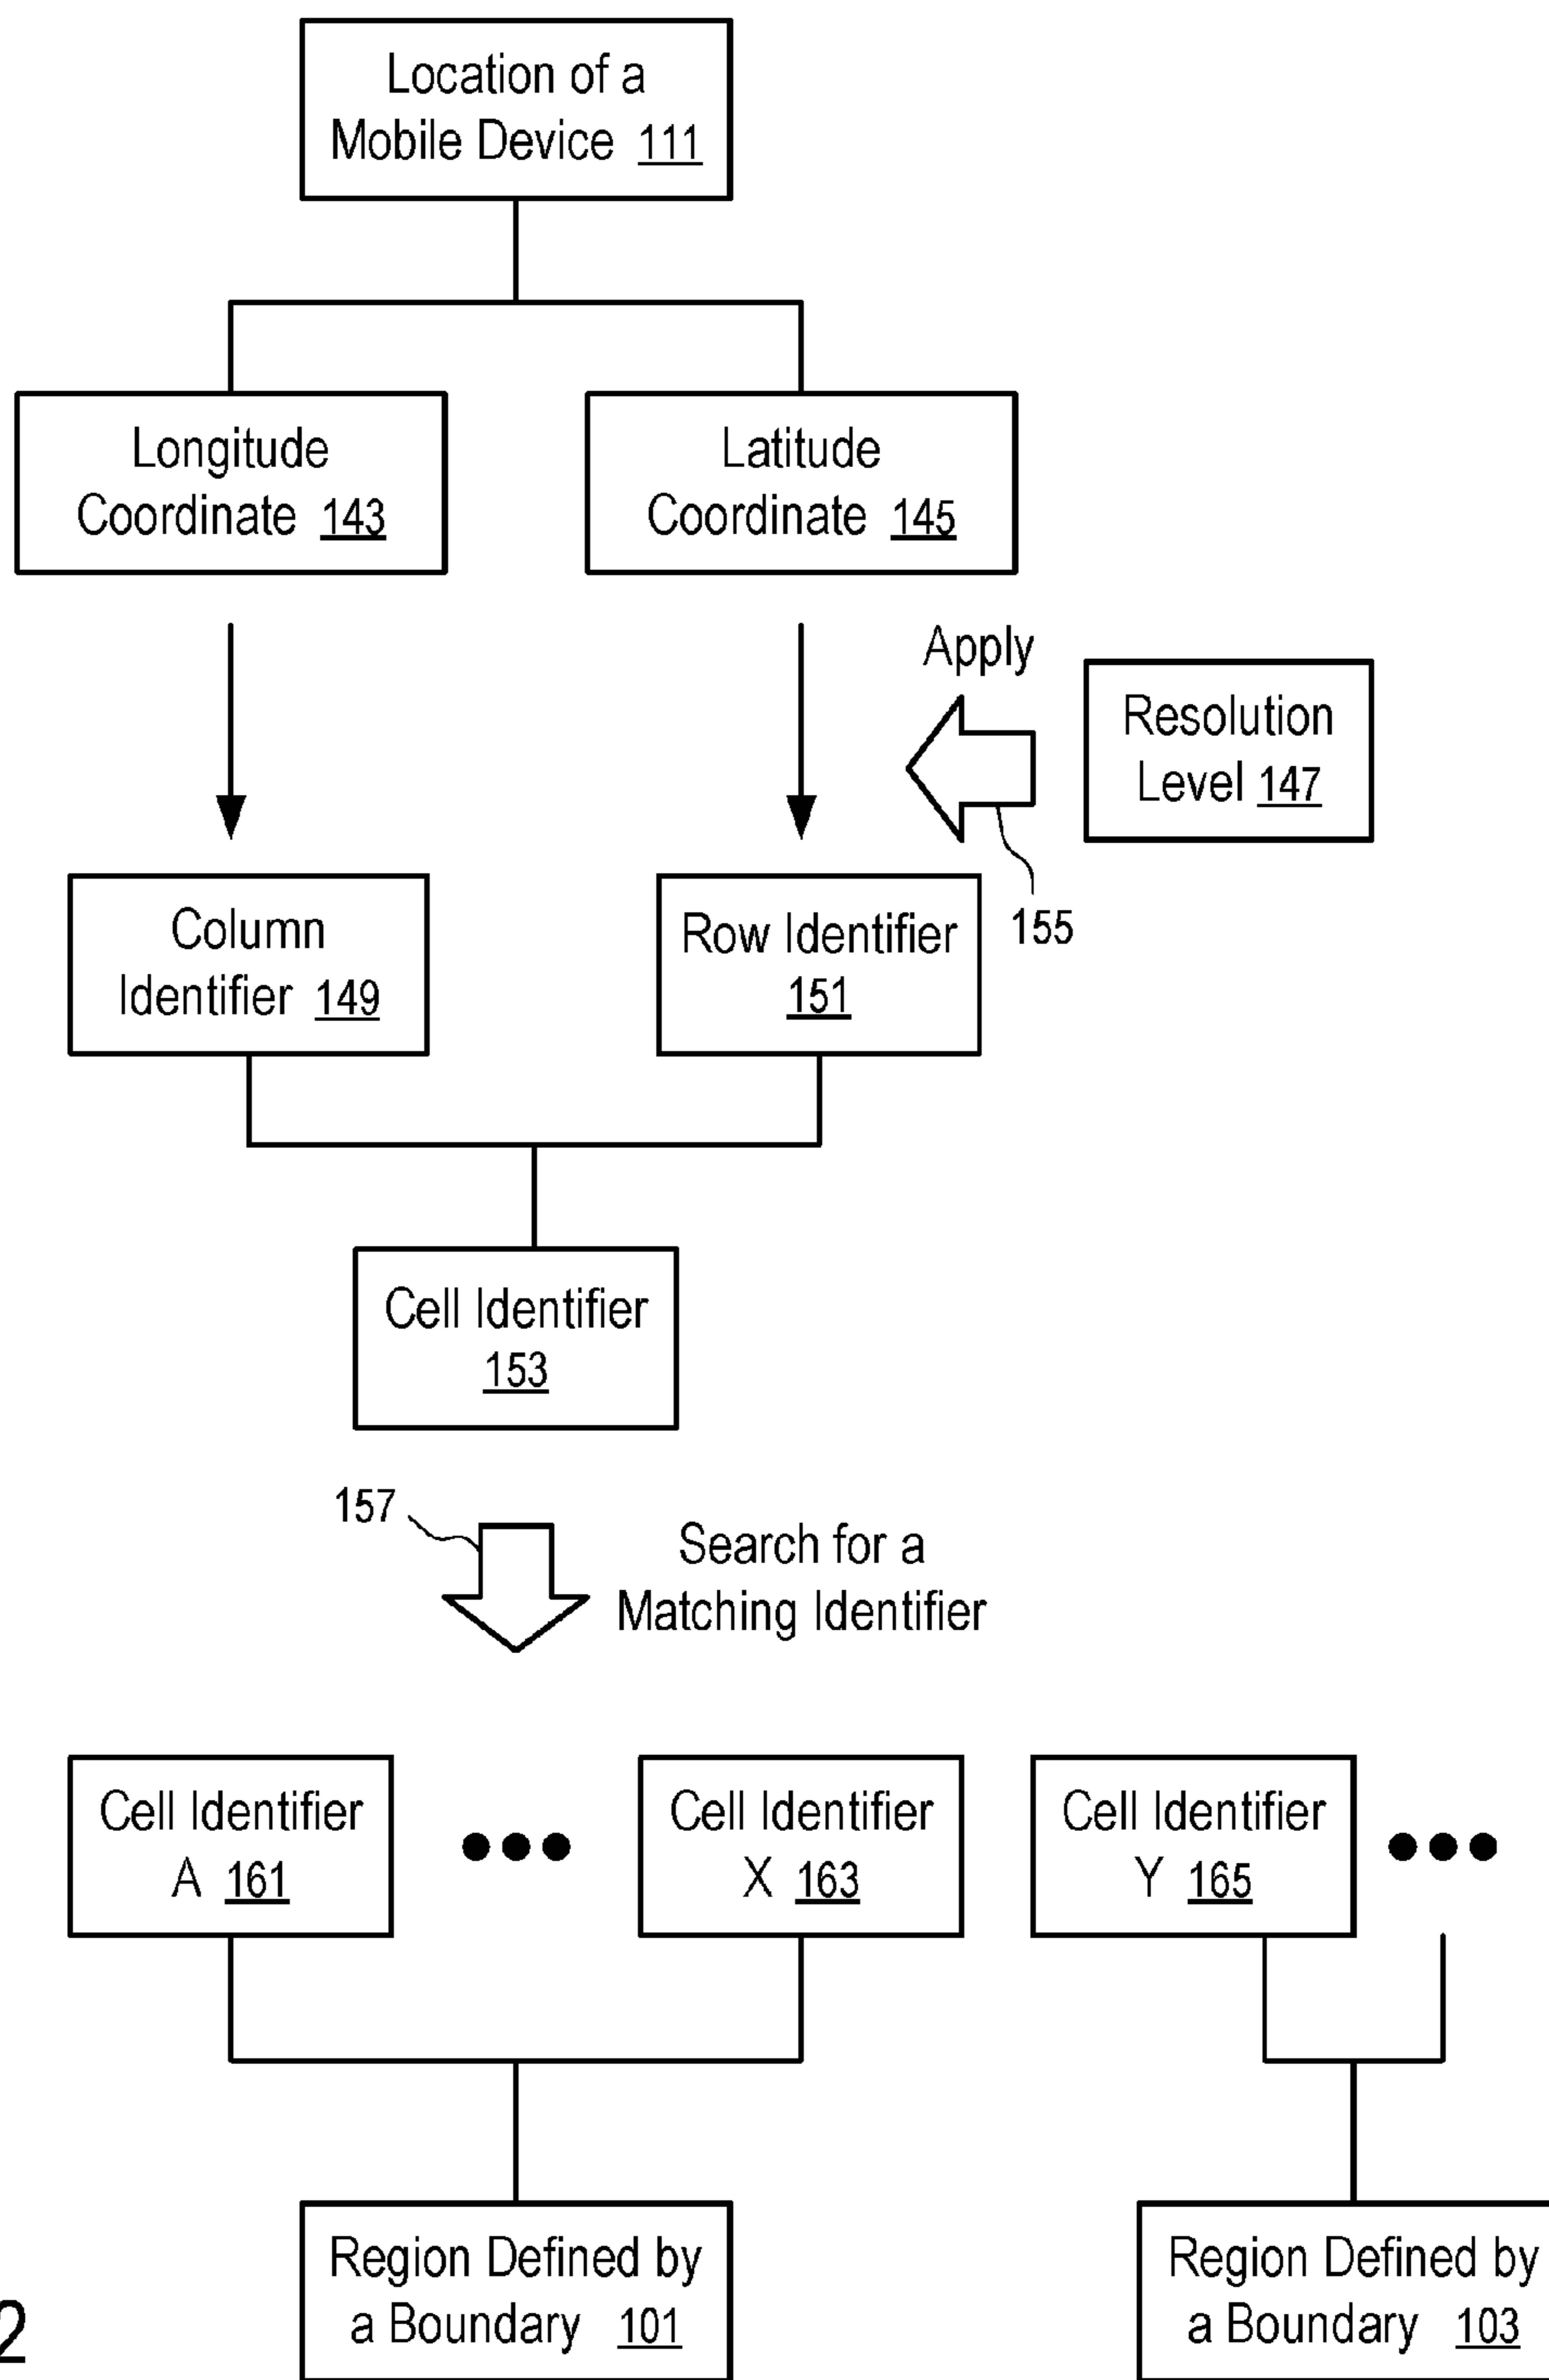 Location of a
Mobile Device 111
Longitude
Coordinate 143
Latitude
Coordinate 145
Apply
Resolution
Level 147
155
Column
Identifier 149
Row Identifier
151
Cell Identifier
153
157
Search for a
Matching Identifier
Cell Identifier
A 161
Cell Identifier
X 163
Cell Identifier
Y 165
Region Defined by
a Boundary 101
Region Defined by
a Boundary 103
2